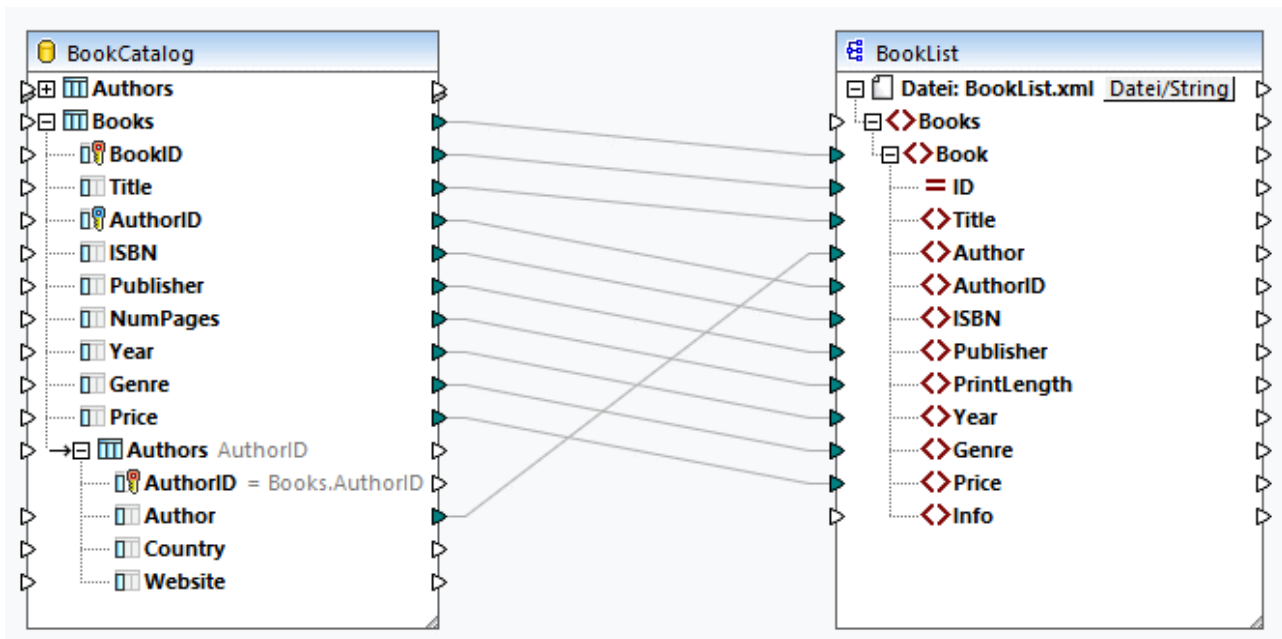 BookCatalog
Authors
Books
BookID
Title
AuthorID
ISBN
Publisher
NumPages
Year
Genre
Price
Authors AuthorID
AuthorID = Books.AuthorID
Author
Country
Website
BookList
Datei: BookList.xml Datei/String
Books
Book
ID
Title
Author
AuthorID
ISBN
Publisher
PrintLength
Year
Genre
Price
Info